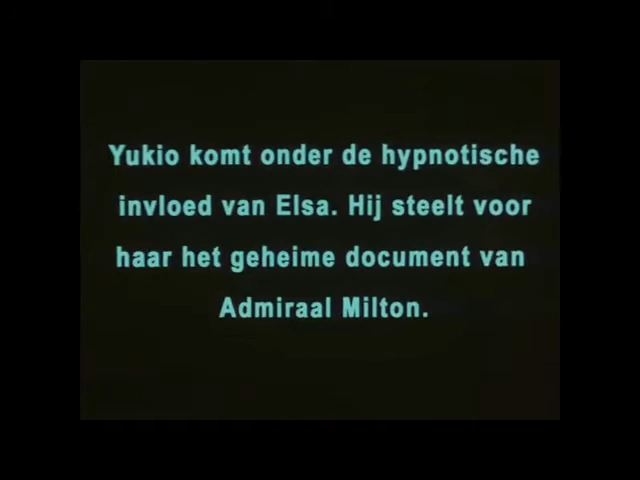 Yukio komt onder de hypnotische
invloed van Elsa. Hij steelt voor
haar het geheime document van
Admiraal Milton.